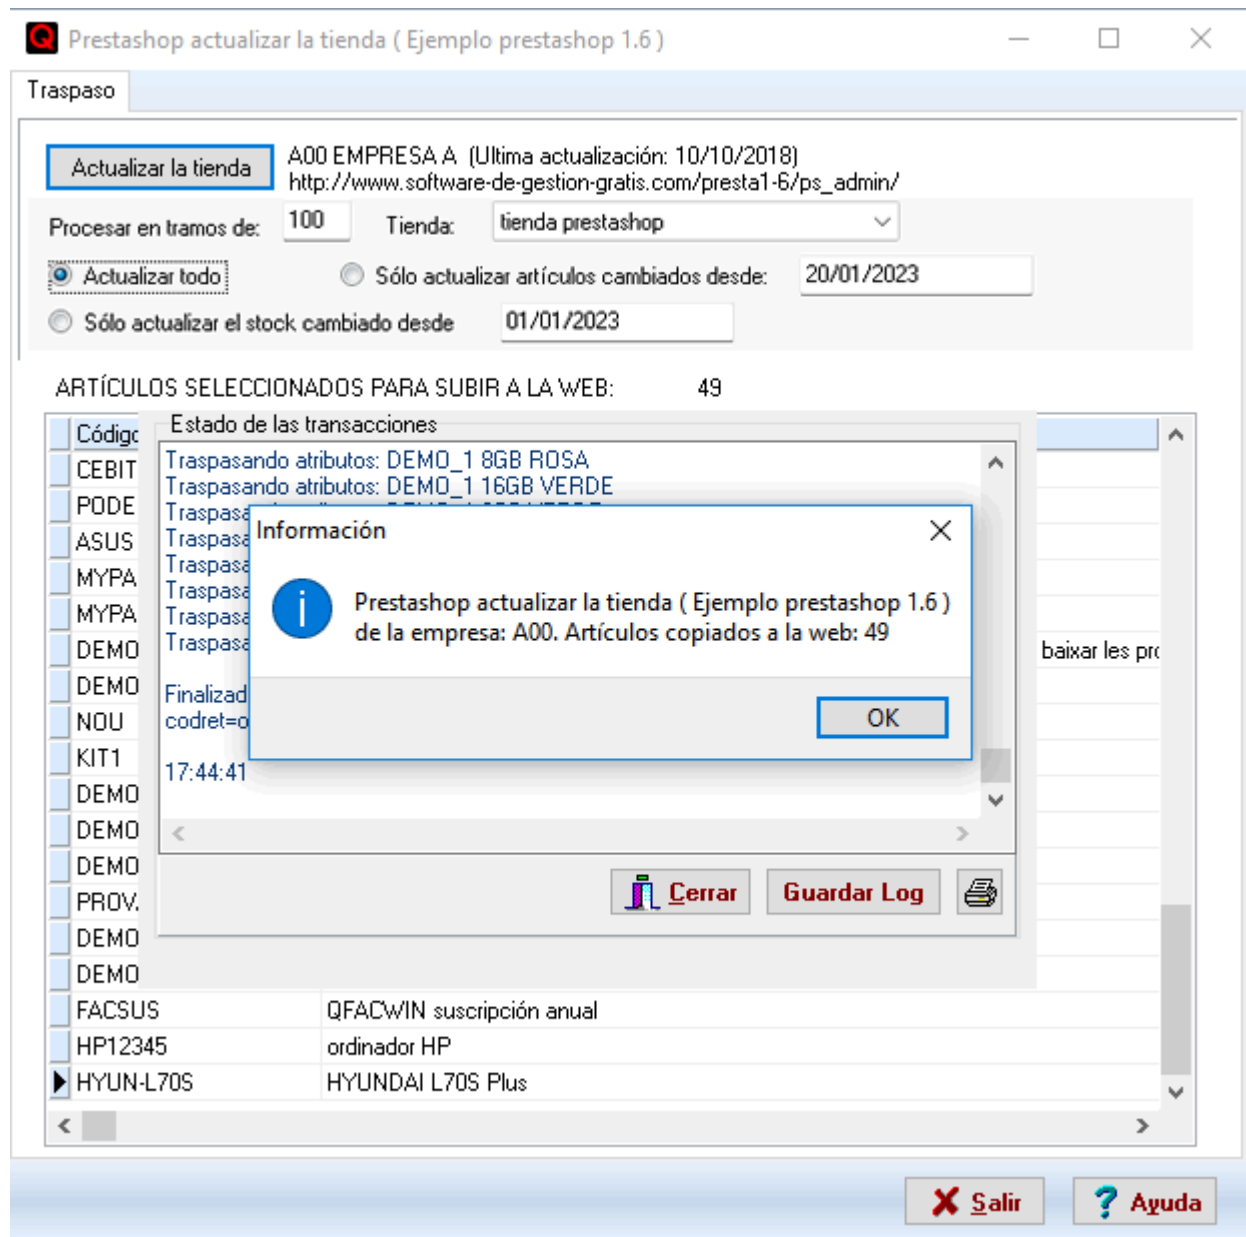 Prestashop actualizar la tienda ( Ejemplo prestashop 1.6 )
Traspaso
Actualizar la tienda
A00 EMPRESA A (Ultima actualización: 10/10/2018)
http://www.software-de-gestion-gratis.com/presta1-6/ps_admin/
Procesar en tramos de: 100 Tienda: tienda prestashop
Actualizar todo Sólo actualizar artículos cambiados desde: 20/01/2023
Sólo actualizar el stock cambiado desde 01/01/2023
ARTÍCULOS SELECCIONADOS PARA SUBIR A LA WEB: 49
Estado de las transacciones
Traspasando atributos: DEMO_1 8GB ROSA
Traspasando atributos: DEMO_1 16GB VERDE
Información
Prestashop actualizar la tienda ( Ejemplo prestashop 1.6 )
de la empresa: A00. Artículos copiados a la web: 49
OK
Finalizad
codret=o
17:44:41
Cerrar Guardar Log
Códigc
CEBIT
PODE
ASUS
MYPA
MYPA
DEMO baixar les pro
DEMO
NOU
KIT1
DEMO
DEMO
DEMO
PROV
DEMO
DEMO
FACSUS QFACWIN suscripción anual
HP12345 ordinador HP
HYUN-L70S HYUNDAI L70S Plus
Salir Ayuda